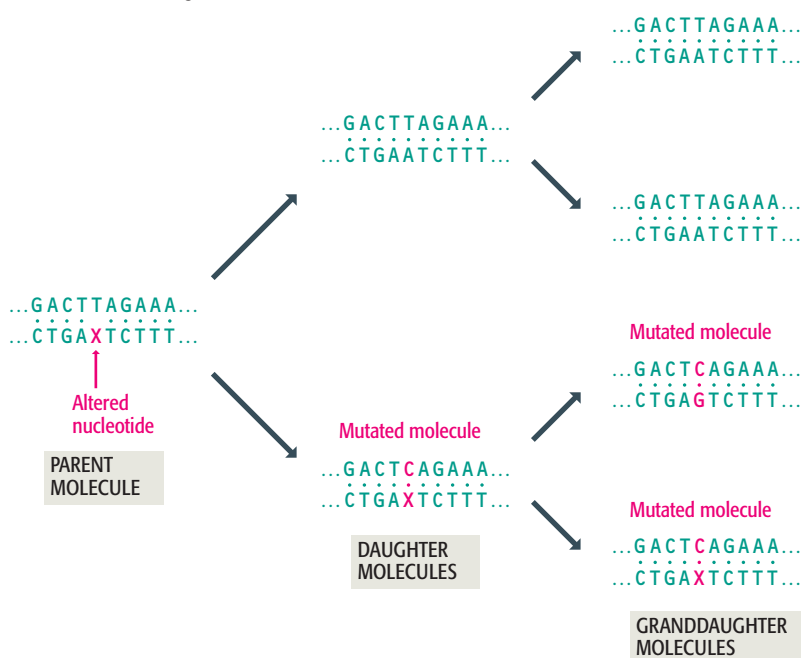 ...GACTTAGAAA...
...CTGAXTCTTT...
Altered
nucleotide
PARENT
MOLECULE
...GACTTAGAAA...
...CTGAATCTTT...
Mutated molecule
...GACTCAGAAA...
...CTGAXTCTTT...
DAUGHTER
MOLECULES
...GACTTAGAAA...
...CTGAATCTTT...
...GACTTAGAAA...
...CTGAATCTTT...
Mutated molecule
...GACTCAGAAA...
...CTGAGTCTTT...
Mutated molecule
...GACTCAGAAA...
...CTGAXTCTTT...
GRANDDAUGHTER
MOLECULES